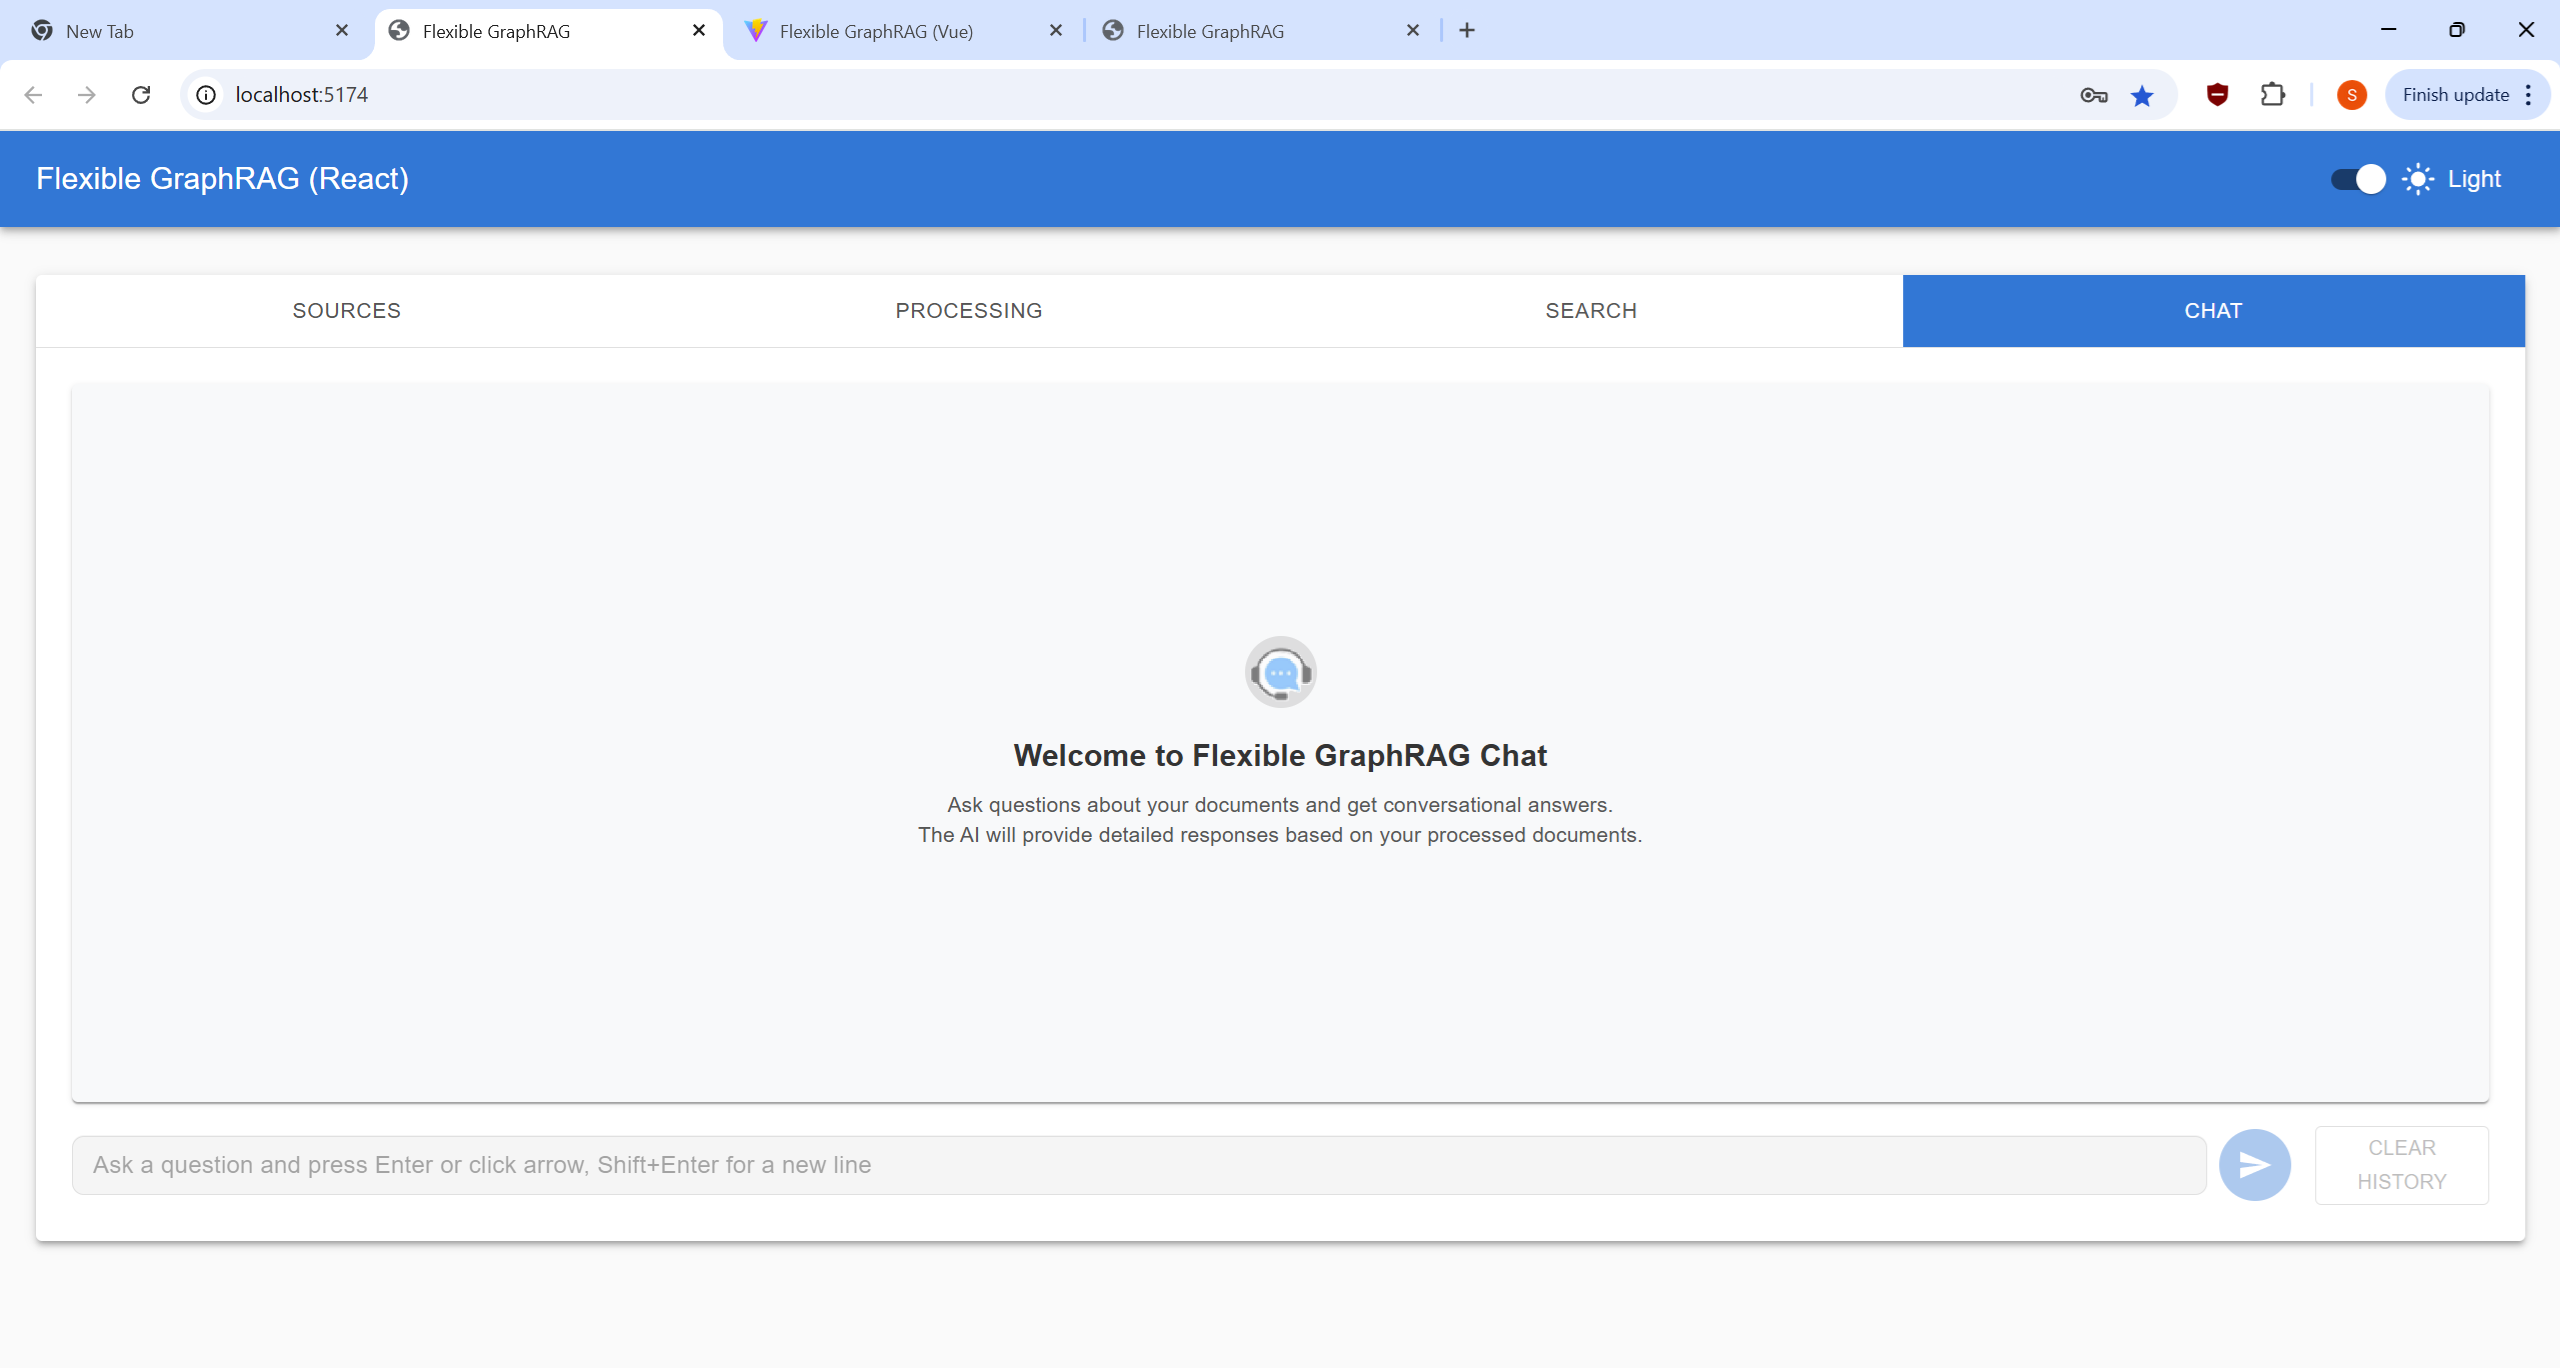 New Tab
Flexible GraphRAG
Flexible GraphRAG (Vue)
Flexible GraphRAG
localhost:5174
S
Finish update
Flexible GraphRAG (React)
Light
SOURCES
PROCESSING
SEARCH
CHAT
Welcome to Flexible GraphRAG Chat
Ask questions about your documents and get conversational answers.
The AI will provide detailed responses based on your processed documents.
Ask a question and press Enter or click arrow, Shift+Enter for a new line
CLEAR
HISTORY